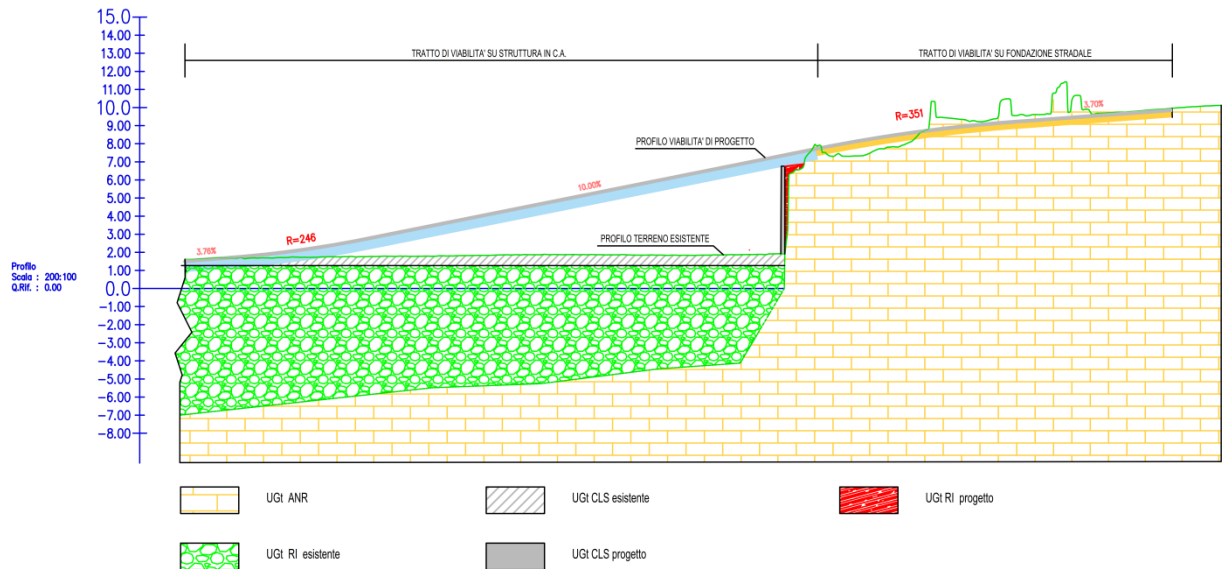 15.0
14.00
13.00
12.00
11.00
10.0
9.00
8.00
7.00
6.00
5.00
4.00
3.00
2.00
1.00
0.0
-1.00
-2.00
-3.00
-4.00
-5.00
-6.00
-7.00
-8.00
Profilo
Scala : 200:100
Q.Rif. : 0.00
TRATTO DI VIABILITA' SU STRUTTURA IN C.A.
TRATTO DI VIABILITA' SU FONDAZIONE STRADALE
R=351
3.70%
PROFILO VIABILITA' DI PROGETTO
10.00%
R=246
3.76%
PROFILO TERRENO ESISTENTE
UGt ANR
UGt CLS esistente
UGt RI progetto
UGt RI esistente
UGt CLS progetto